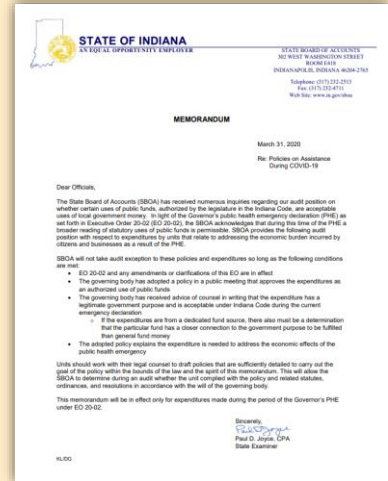 STATE OF INDIANA
AN EQUAL OPPORTUNITY EMPLOYER
STATE BOARD OF ACCOUNTS
302 WEST WASHINGTON STREET
ROOM E418
INDIANAPOLIS, INDIANA 46204-2765
Telephone: (317) 232-2513
Fax: (317) 232-4711
Web Site: www.in.gov/sboa
MEMORANDUM
March 31, 2020
Re: Policies on Assistance
During COVID-19
Dear Officials,
The State Board of Accounts (SBOA) has received numerous inquiries regarding our audit position on
whether certain uses of public funds, authorized by the legislature in the Indiana Code, are acceptable
uses of local government money. In light of the Governor's public health emergency declaration (PHE) as
set forth in Executive Order 20-02 (EO 20-02), the SBOA acknowledges that during this time of the PHE a
broader reading of statutory uses of public funds is permissible. SBOA provides the following audit
position with respect to expenditures by units that relate to addressing the economic burden incurred by
citizens and businesses as a result of the PHE.
SBOA will not take audit exception to these policies and expenditures so long as the following conditions
are met:
• EO 20-02 and any amendments or clarifications of this EO are in effect
• The governing body has adopted a policy in a public meeting that approves the expenditures as
an authorized use of public funds
• The governing body has received advice of counsel in writing that the expenditure has a
legitimate government purpose and is acceptable under Indiana Code during the current
emergency declaration
o If the expenditures are from a dedicated fund source, there also must be a determination
that the particular fund has a closer connection to the government purpose to be fulfilled
than general fund money
• The adopted policy explains the expenditure is needed to address the economic effects of the
public health emergency
Units should work with their legal counsel to draft policies that are sufficiently detailed to carry out the
goal of the policy within the bounds of the law and the spirit of this memorandum. This will allow the
SBOA to determine during an audit whether the unit complied with the policy and related statutes,
ordinances, and resolutions in accordance with the will of the governing body.
This memorandum will be in effect only for expenditures made during the period of the Governor's PHE
under EO 20-02.
Sincerely,
Paul D. Joyce
Paul D. Joyce, CPA
State Examiner
KL/DG